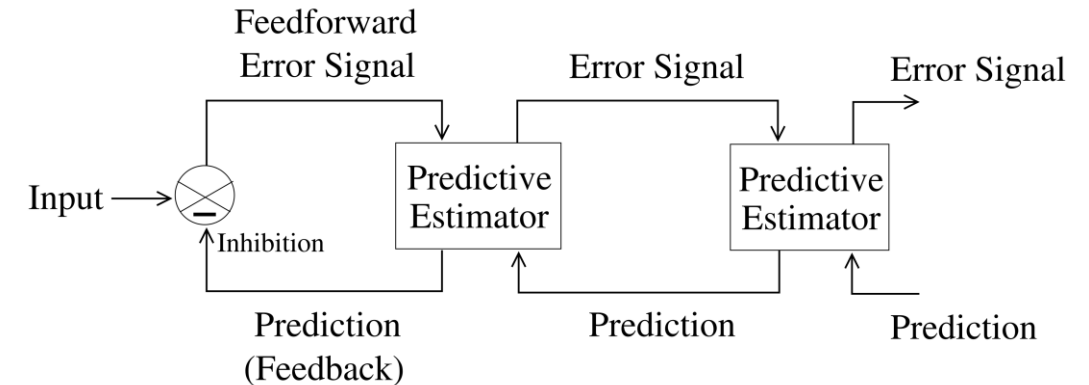 Feedforward
Error Signal
Error Signal
Error Signal
Predictive
Estimator
Predictive
Estimator
Input
Inhibition
Prediction
(Feedback)
Prediction
Prediction